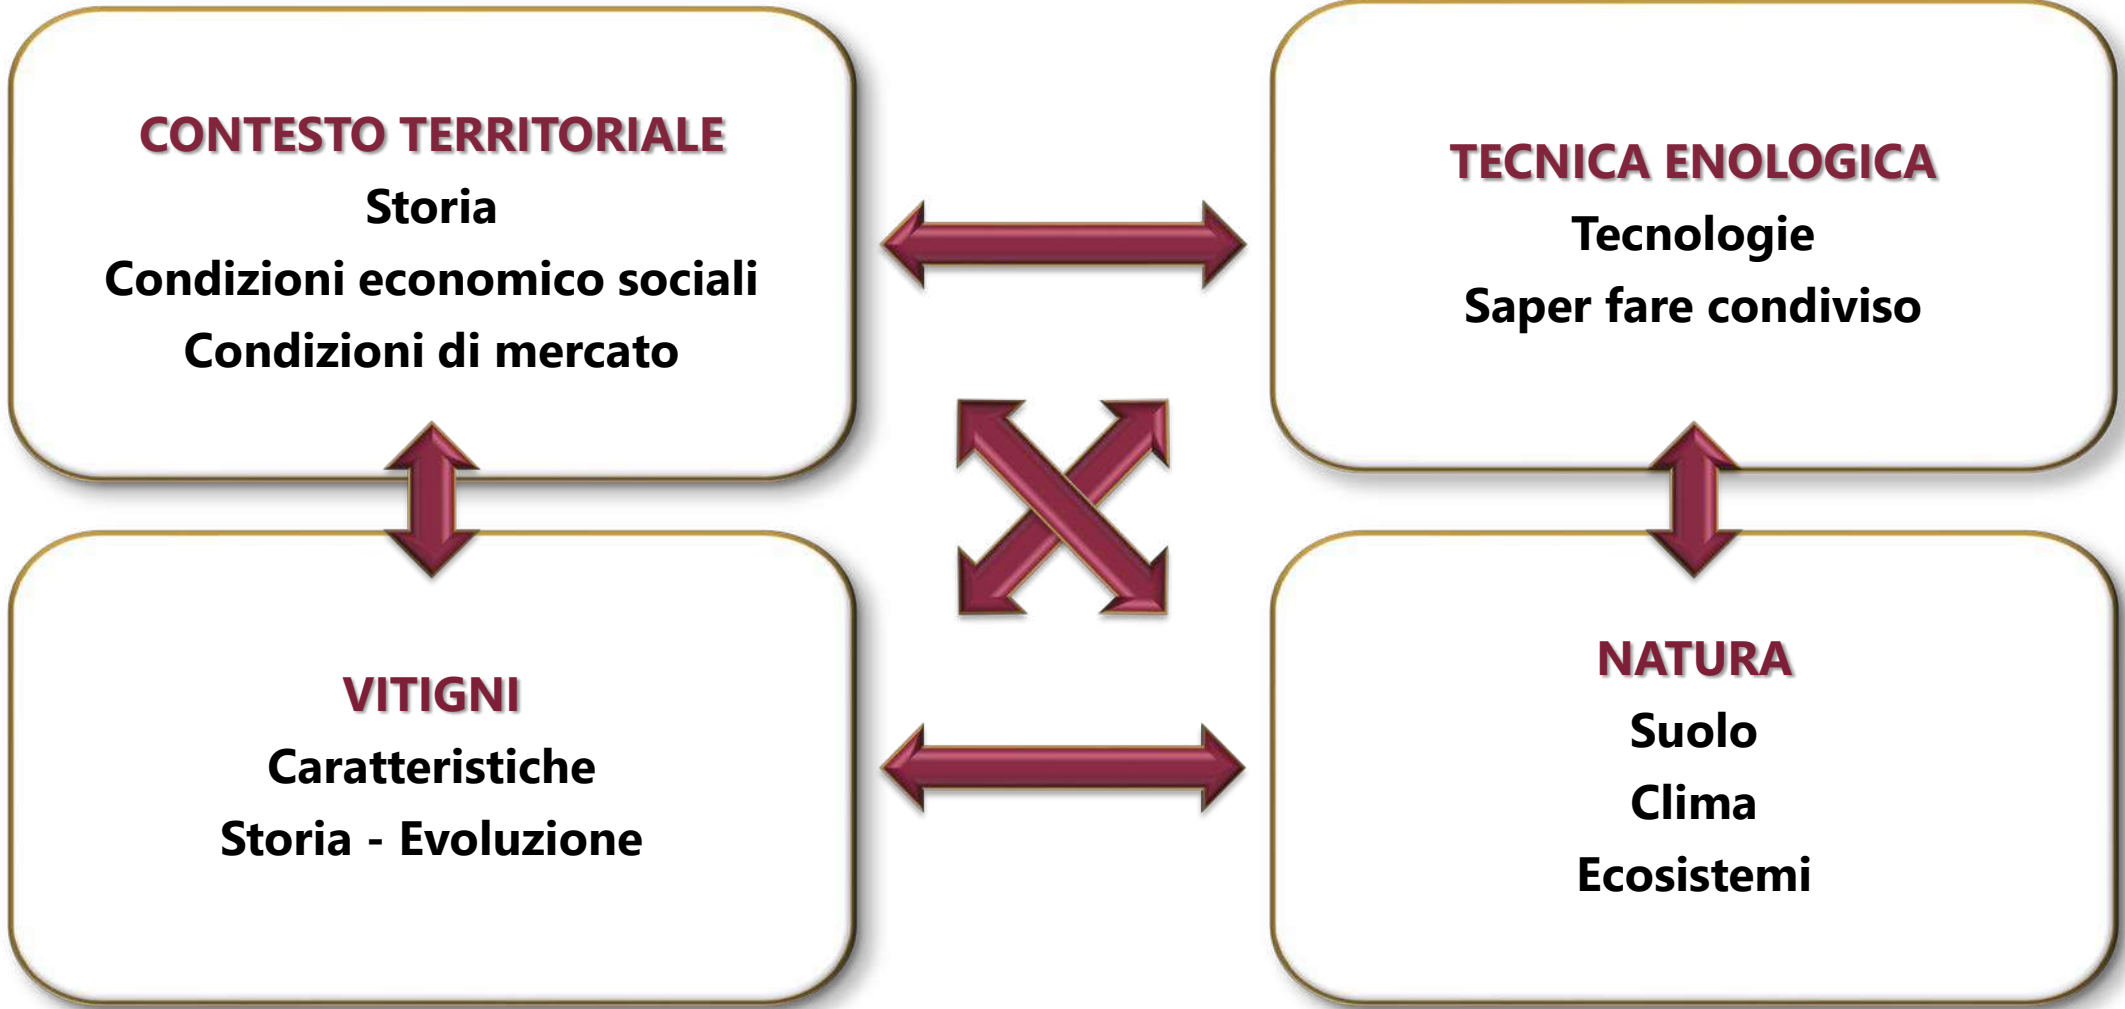 CONTESTO TERRITORIALE
Storia
Condizioni economico sociali
Condizioni di mercato
TECNICA ENOLOGICA
Tecnologie
Saper fare condiviso
VITIGNI
Caratteristiche
Storia - Evoluzione
NATURA
Suolo
Clima
Ecosistemi